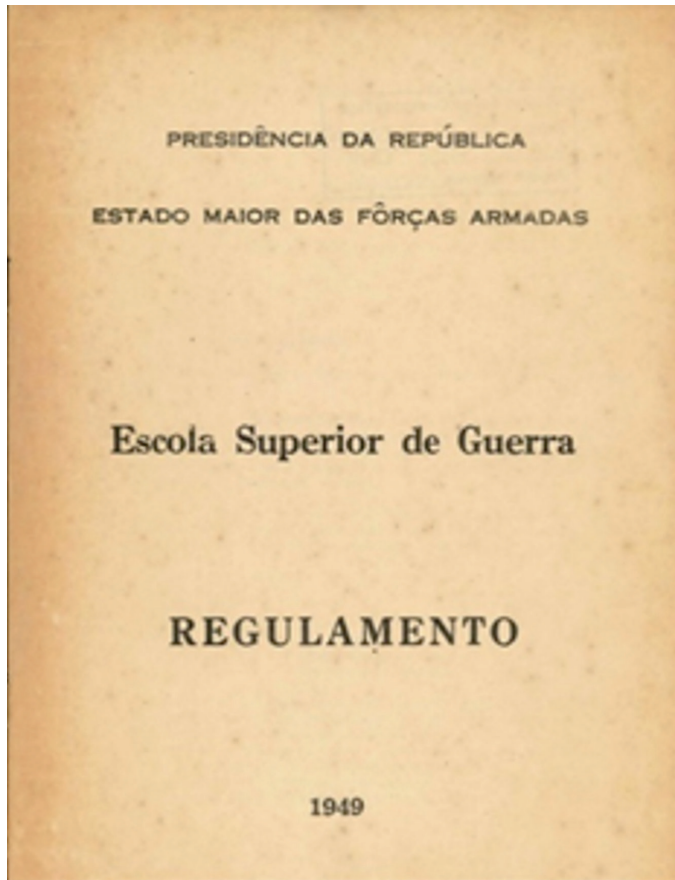 PRESIDÊNCIA DA REPÚBLICA
ESTADO MAIOR DAS FÔRÇAS ARMADAS
Escola Superior de Guerra
REGULAMENTO
1949